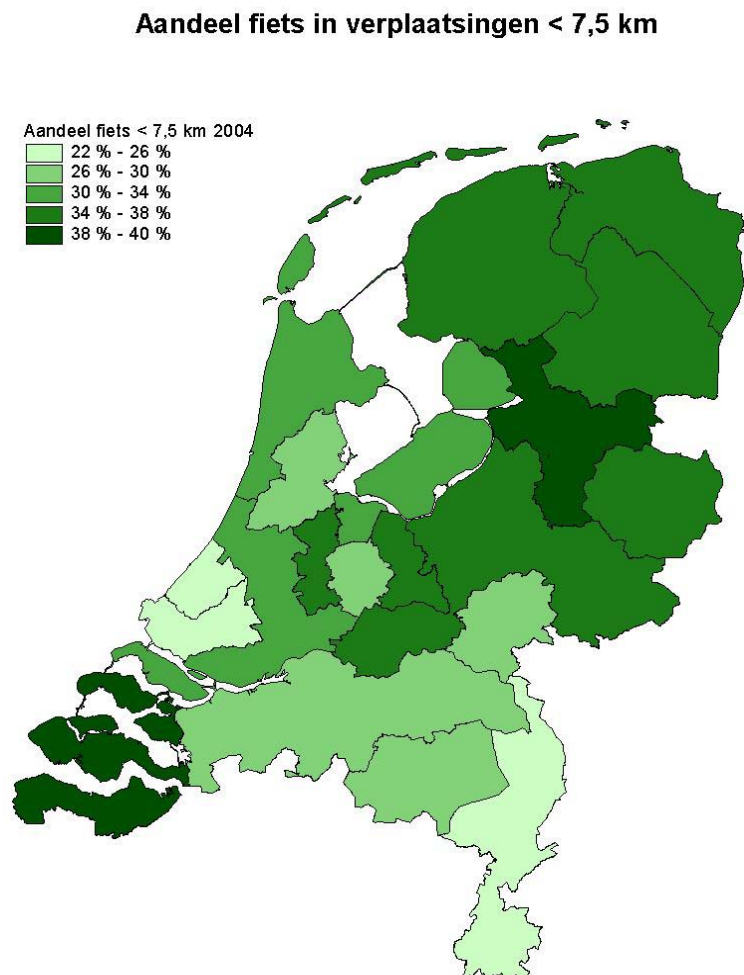 Aandeel fiets in verplaatsingen < 7,5 km
Aandeel fiets < 7,5 km 2004
22 % - 26 %
26 % - 30 %
30 % - 34 %
34 % - 38 %
38 % - 40 %